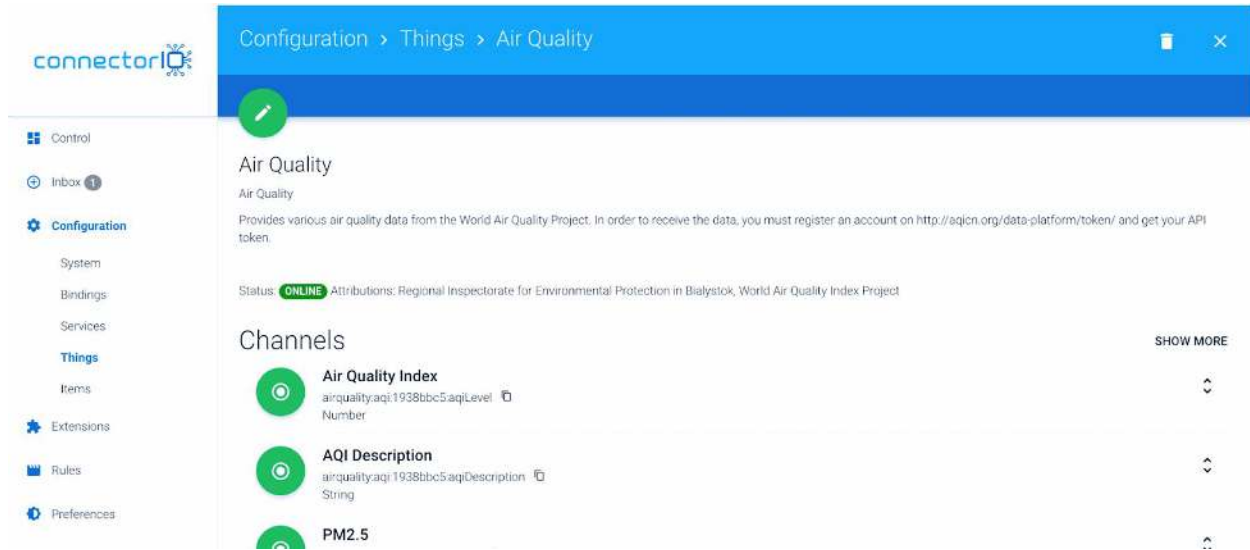 connectorIO
Configuration › Things › Air Quality
Control
Inbox 1
Configuration
System
Bindings
Services
Things
Items
Extensions
Rules
Preferences
Air Quality
Air Quality
Provides various air quality data from the World Air Quality Project. In order to receive the data, you must register an account on http://aqicn.org/data-platform/token/ and get your API
token.
Status: ONLINE Attributions: Regional Inspectorate for Environmental Protection in Bialystok, World Air Quality Index Project
Channels
SHOW MORE
Air Quality Index
airquality:aqi:1938bbc5:aqiLevel
Number
AQI Description
airquality:aqi:1938bbc5:aqiDescription
String
PM2.5